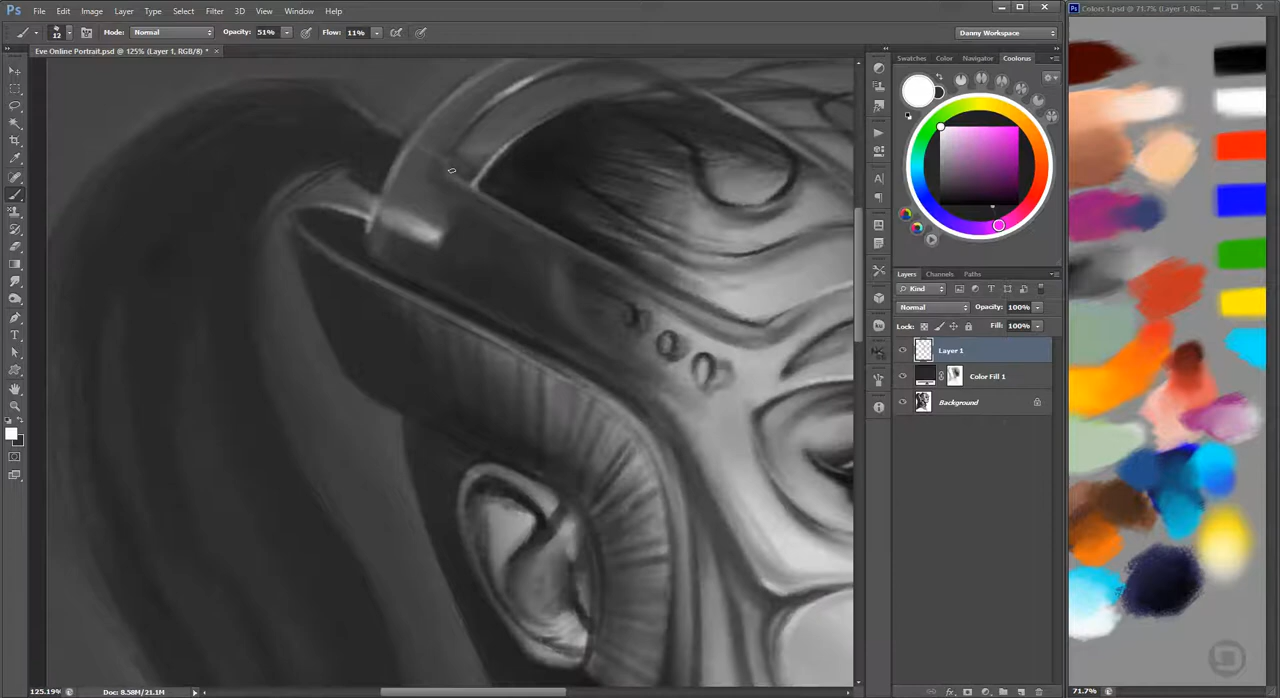 Ps File Edit Image Layer Type Select Filter 3D View Window Help
Colors 1.psd @ 71.7% (Layer 1, RGB/8) *
12 Mode: Normal Opacity: 51% Flow: 11% Danny Workspace
Eve Online Portrait.psd @ 125% (Layer 1, RGB/8) * ×
Swatches Color Navigator Coolorus
Layers Channels Paths
Kind
Normal Opacity: 100%
Lock: Fill: 100%
Layer 1
Color Fill 1
Background
125.19% Doc: 8.58M/21.1M
71.7%